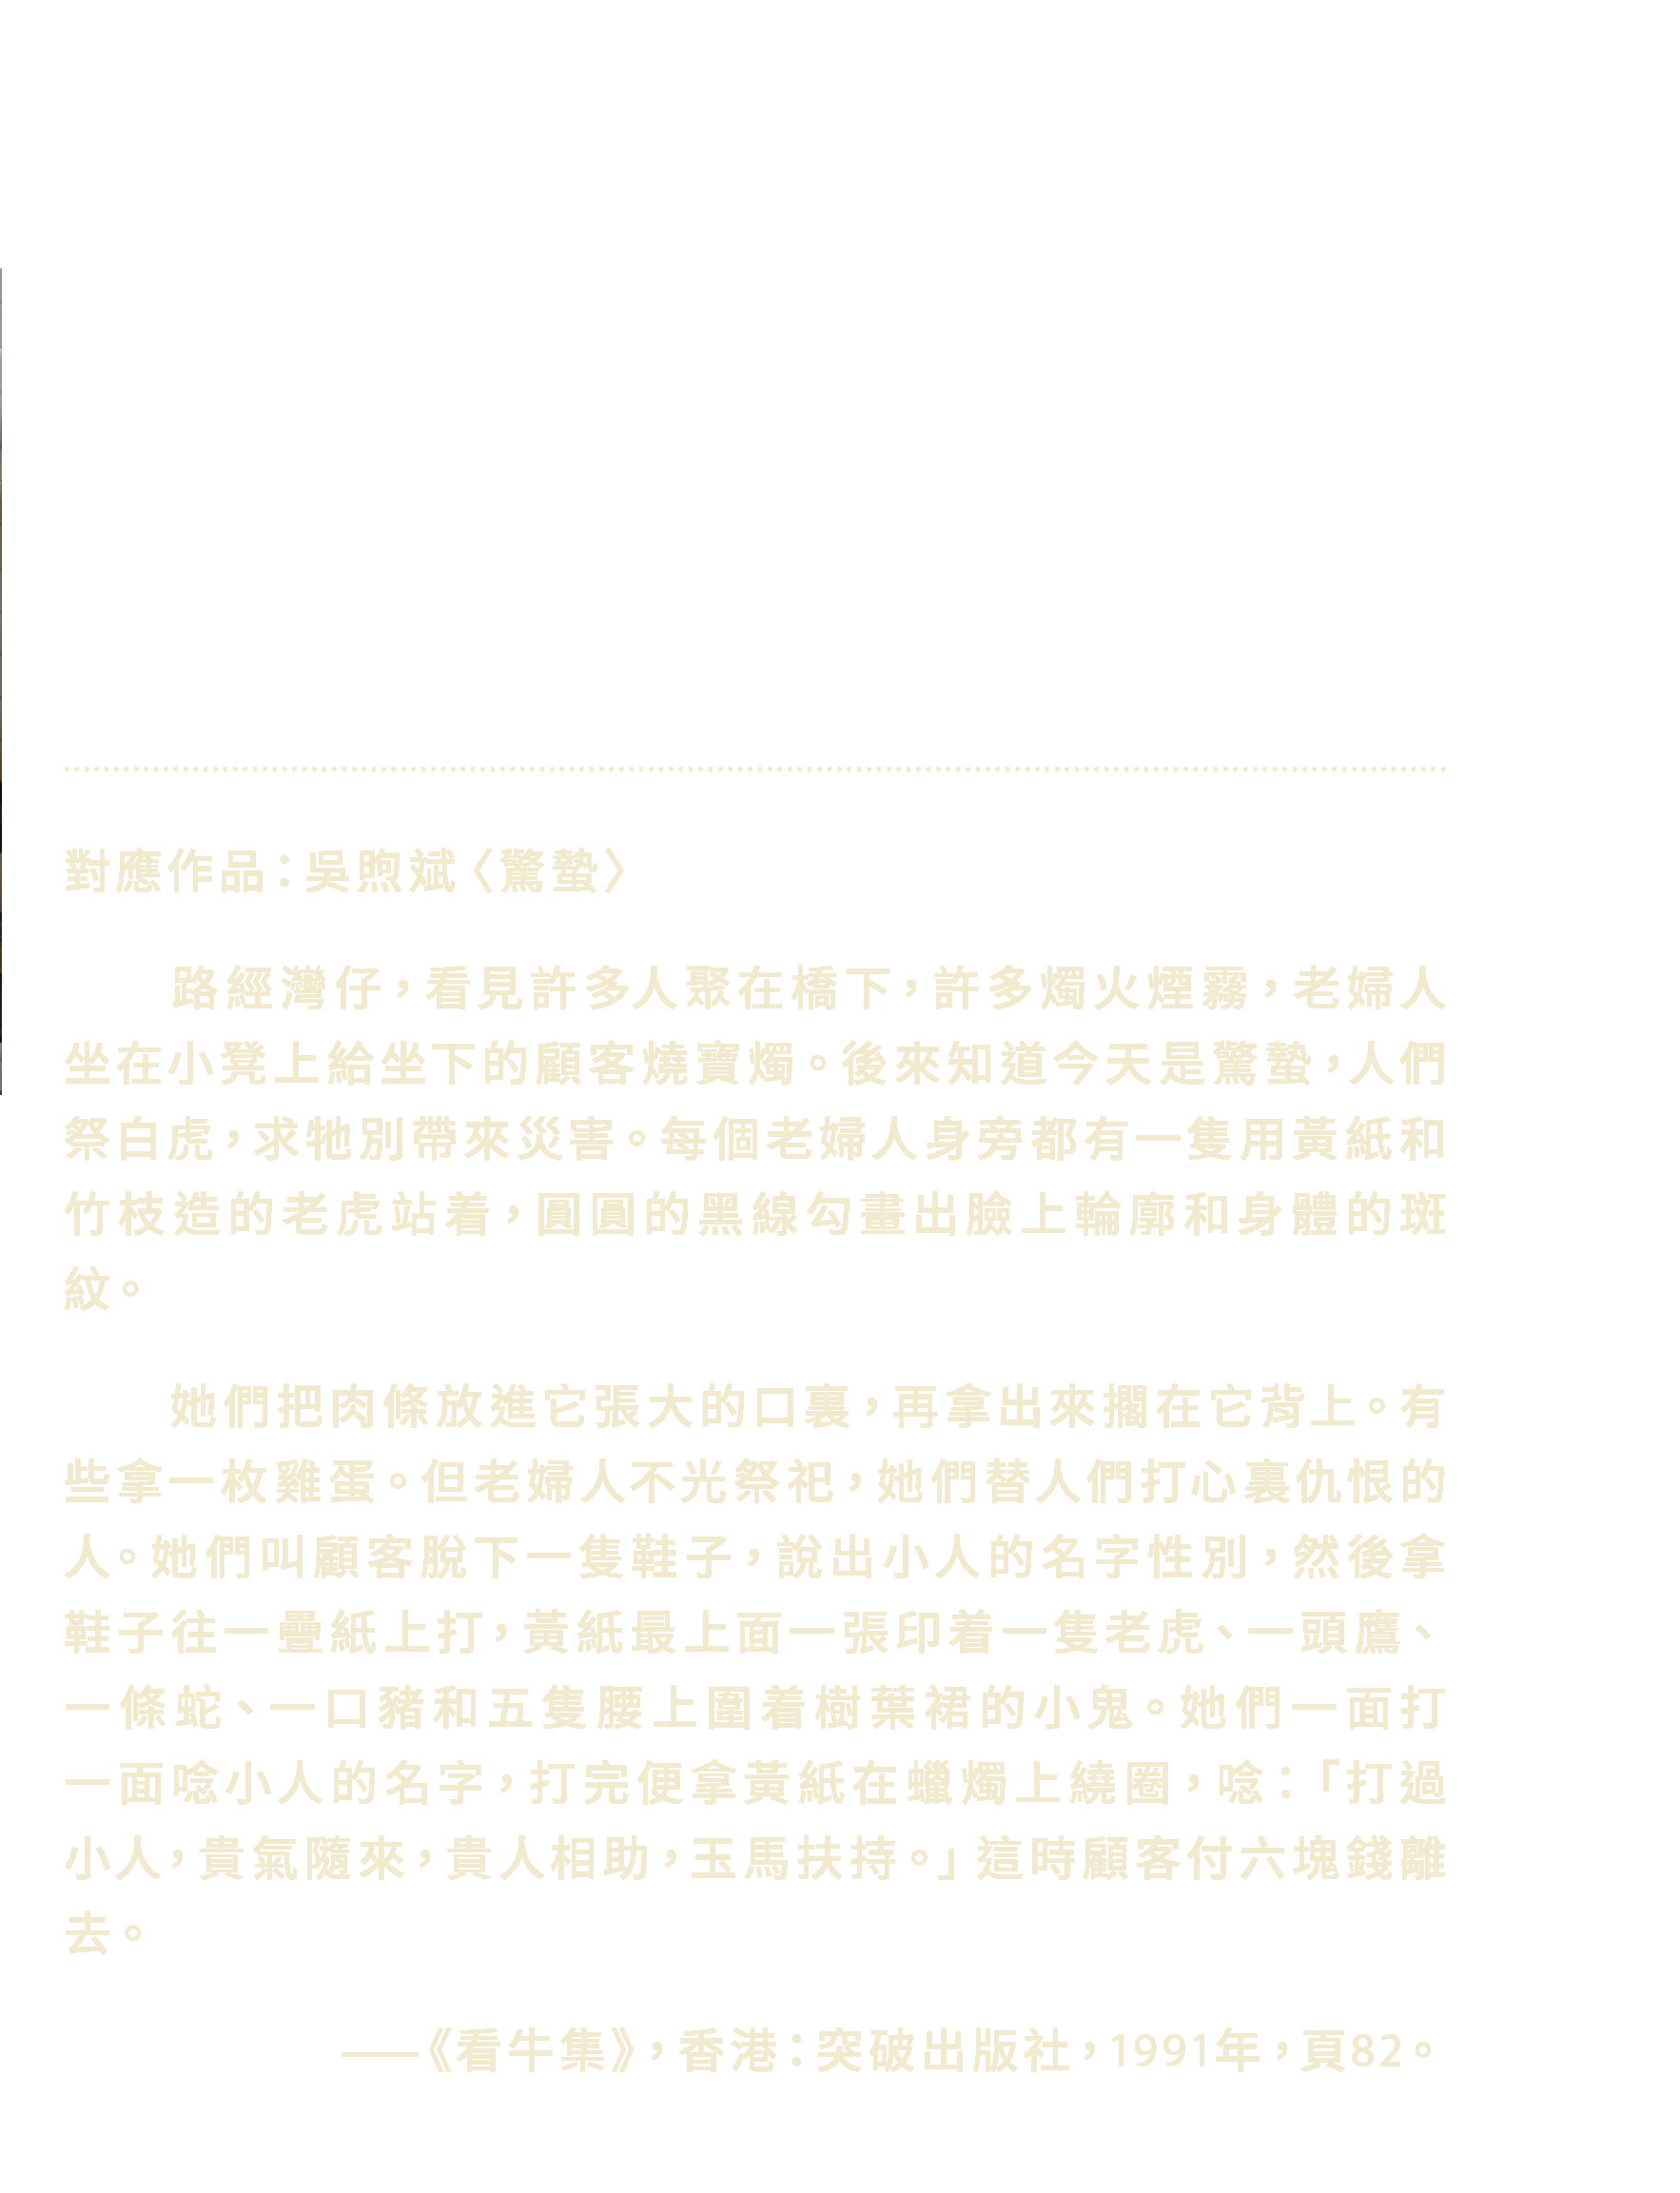 對應作品：吳煦斌〈驚蟄〉
路經灣仔，看見許多人聚在橋下，許多燭火煙霧，老婦人
坐在小凳上給坐下的顧客燒寶燭。後來知道今天是驚蟄，人們
祭白虎，求牠別帶來災害。每個老婦人身旁都有一隻用黃紙和
竹枝造的老虎站着，圓圓的黑線勾畫出臉上輪廓和身體的斑
紋。
她們把肉條放進它張大的口裏，再拿出來擱在它背上。有
些拿一枚雞蛋。但老婦人不光祭祀，她們替人們打心裏仇恨的
人。她們叫顧客脫下一隻鞋子，說出小人的名字性別，然後拿
鞋子往一疊紙上打，黃紙最上面一張印着一隻老虎、一頭鷹、
一條蛇、一口豬和五隻腰上圍着樹葉裙的小鬼。她們一面打
一面唸小人的名字，打完便拿黃紙在蠟燭上繞圈，唸：「打過
小人，貴氣隨來，貴人相助，玉馬扶持。」這時顧客付六塊錢離
去。
——《看牛集》，香港：突破出版社，1991年，頁82。